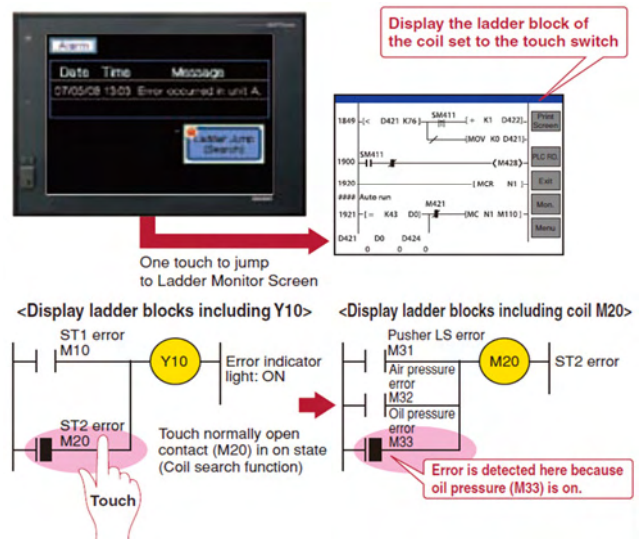 Alarm
Date Time Message
07/05/08 13:03 Error occurred in unit A.
Ladder Jump
(Search)
Display the ladder block of
the coil set to the touch switch
1849 [< D421 K76] SM411 [+ K1 D422]
[MOV K0 D421]
Print
Screen
SM411
1900 (M428)
PLC RD.
1920 [MCR N1 ]
Exit
#### Auto run
M421
1921 [= K43 D0] [MC N1 M110]
Mon.
Menu
D421 D0 D424
0 0 0
One touch to jump
to Ladder Monitor Screen
<Display ladder blocks including Y10>
ST1 error
M10
Y10
Error indicator
light: ON
ST2 error
M20
Touch normally open
contact (M20) in on state
(Coil search function)
Touch
<Display ladder blocks including coil M20>
Pusher LS error
M31
M20
ST2 error
Air pressure
error
M32
Oil pressure
error
M33
Error is detected here because
oil pressure (M33) is on.